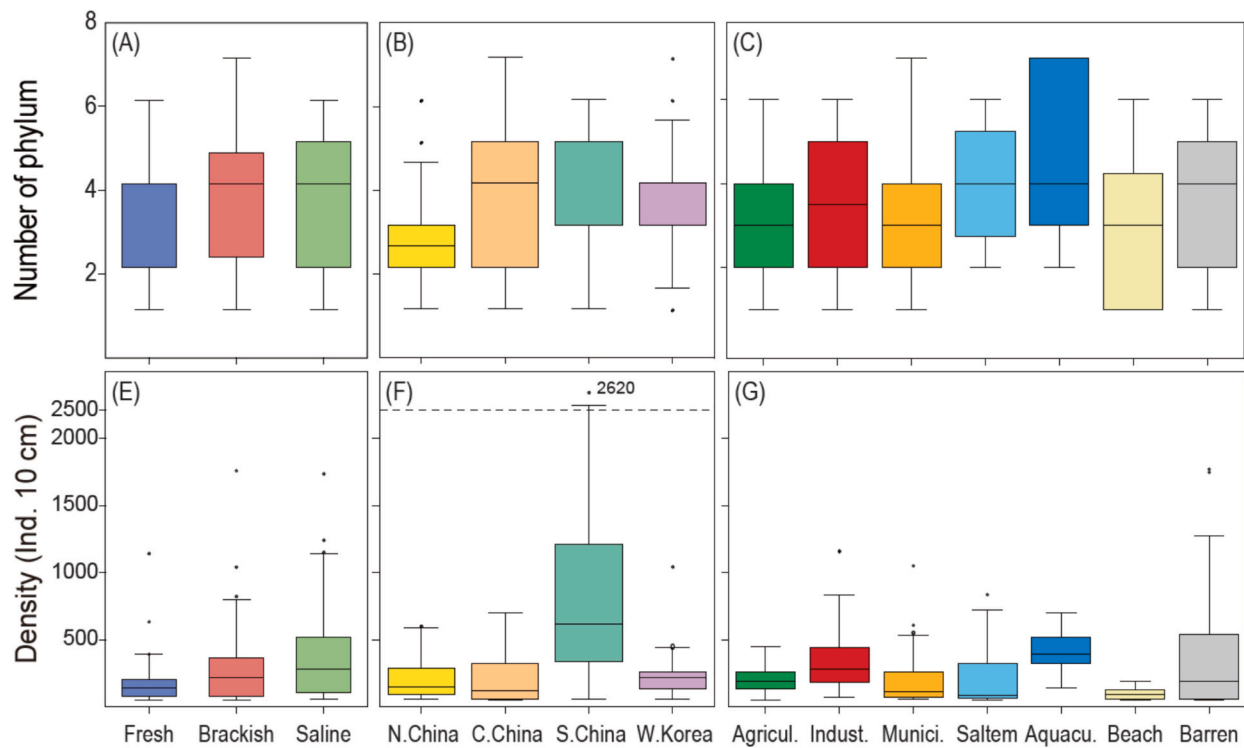 (A) (B) (C)
8
6
4
2
Number of phylum
(E) (F) (G)
2620
2500
2000
1500
1000
500
Density (Ind. 10 cm)
Fresh Brackish Saline N.China C.China S.China W.Korea Agricul. Indust. Munici. Saltem Aquacu. Beach Barren